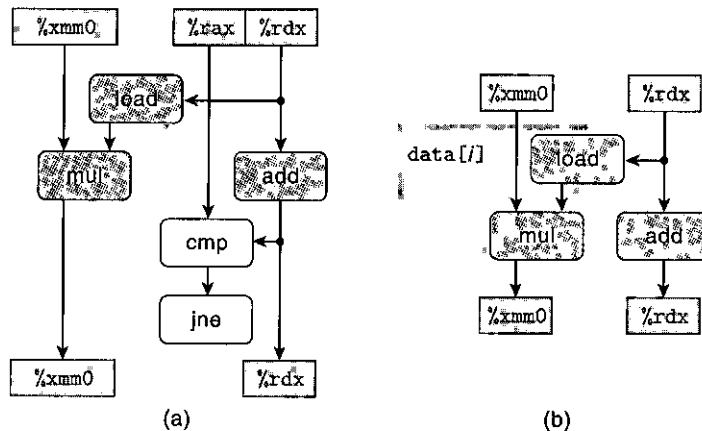 %xmm0 %rax %rdx
load
mul add
cmp
jne
%xmm0 %rdx
(a)
%xmm0 %rdx
data[i]
load
mul add
%xmm0 %rdx
(b)